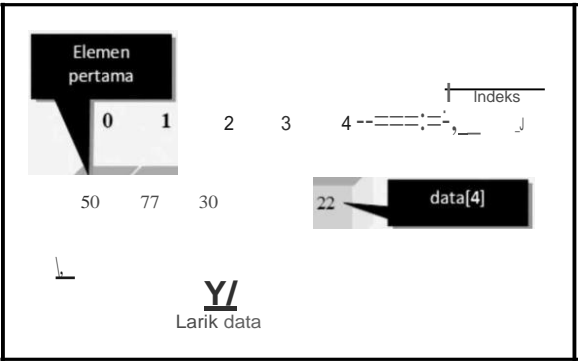 Elemen
pertama
Indeks
0 1 2 3 4
50 77 30 22 data[4]
Y/
Larik data